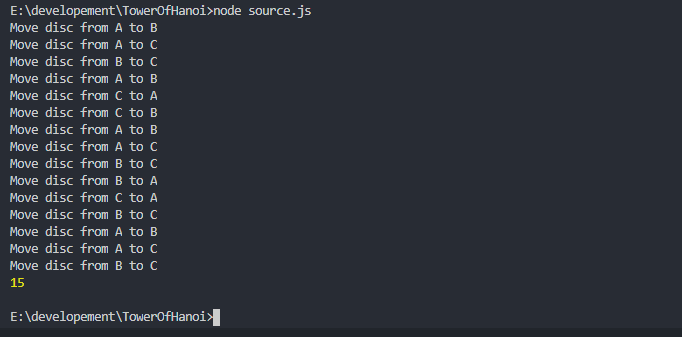 E:\developement\TowerOfHanoi>node source.js
Move disc from A to B
Move disc from A to C
Move disc from B to C
Move disc from A to B
Move disc from C to A
Move disc from C to B
Move disc from A to B
Move disc from A to C
Move disc from B to C
Move disc from B to A
Move disc from C to A
Move disc from B to C
Move disc from A to B
Move disc from A to C
Move disc from B to C
15
E:\developement\TowerOfHanoi>